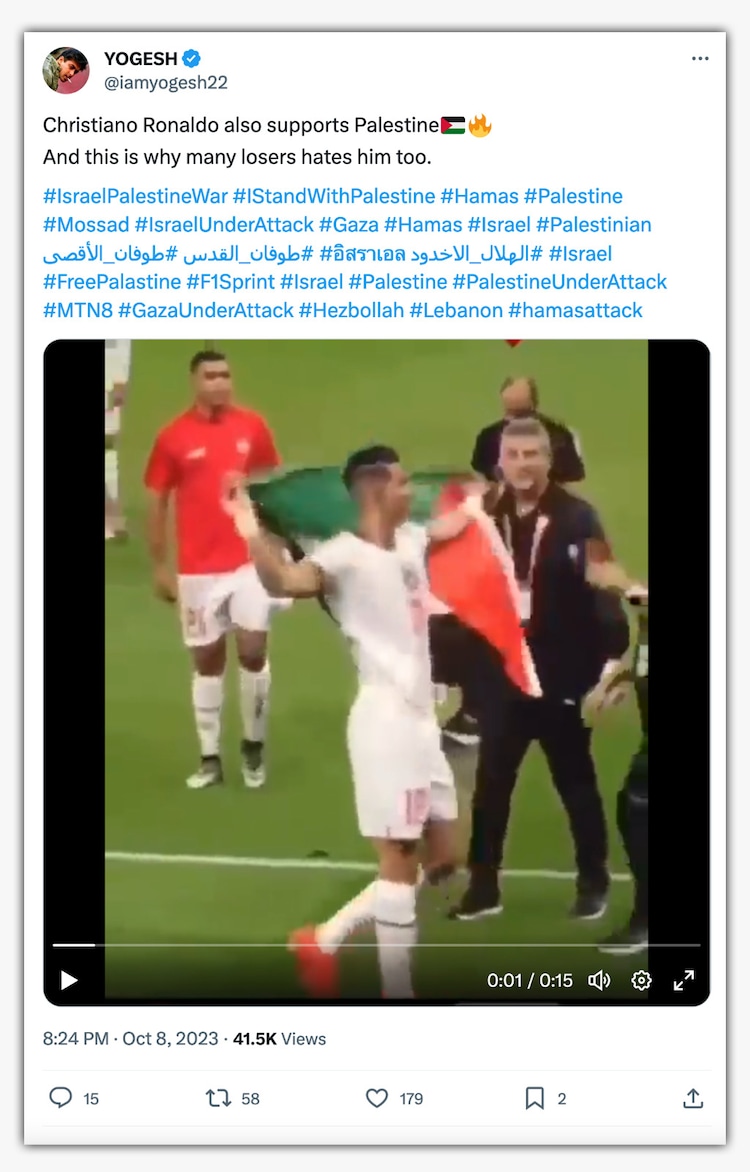 YOGESH
@iamyogesh22
Christiano Ronaldo also supports Palestine🇵🇸🔥
And this is why many losers hates him too.
#IsraelPalestineWar #IStandWithPalestine #Hamas #Palestine
#Mossad #IsraelUnderAttack #Gaza #Hamas #Israel #Palestinian
#طوفان_القدس #طوفان_الأقصى #อิสราเอล #الهلال_الاخدود #Israel
#FreePalastine #F1Sprint #Israel #Palestine #PalestineUnderAttack
#MTN8 #GazaUnderAttack #Hezbollah #Lebanon #hamasattack
0:01 / 0:15
8:24 PM · Oct 8, 2023 · 41.5K Views
15 58 179 2